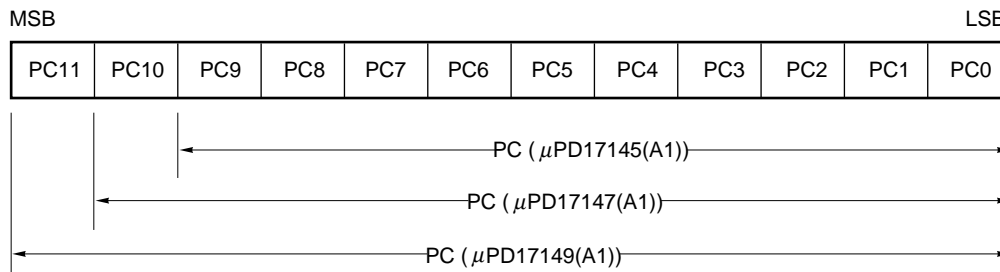 MSB LSB
PC11 PC10 PC9 PC8 PC7 PC6 PC5 PC4 PC3 PC2 PC1 PC0
PC ( μPD17145(A1))
PC ( μPD17147(A1))
PC ( μPD17149(A1))